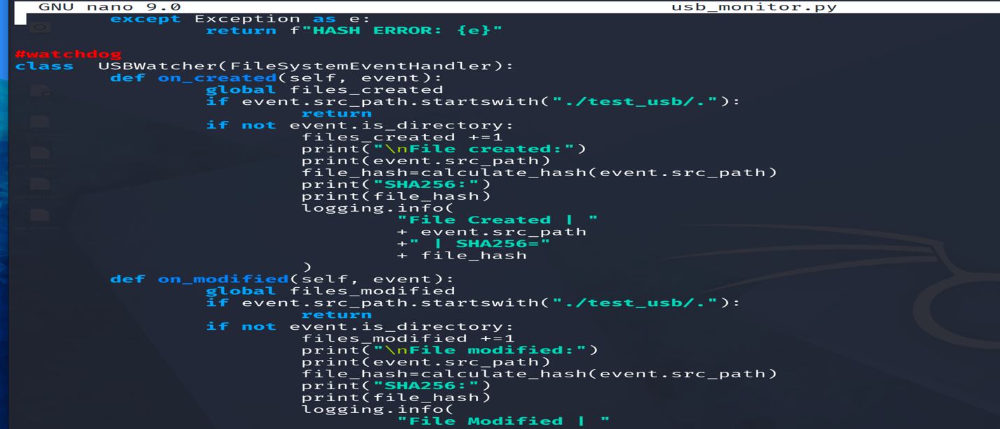 GNU nano 9.0 usb_monitor.py
except Exception as e:
return f"HASH ERROR: {e}"
#watchdog
class USBWatcher(FileSystemEventHandler):
def on_created(self, event):
global files_created
if event.src_path.startswith("./test_usb/."):
return
if not event.is_directory:
files_created +=1
print("\nFile created:")
print(event.src_path)
file_hash=calculate_hash(event.src_path)
print("SHA256:")
print(file_hash)
logging.info(
"File Created | "
+ event.src_path
+" | SHA256="
+ file_hash
)
def on_modified(self, event):
global files_modified
if event.src_path.startswith("./test_usb/."):
return
if not event.is_directory:
files_modified +=1
print("\nFile modified:")
print(event.src_path)
file_hash=calculate_hash(event.src_path)
print("SHA256:")
print(file_hash)
logging.info(
"File Modified | "